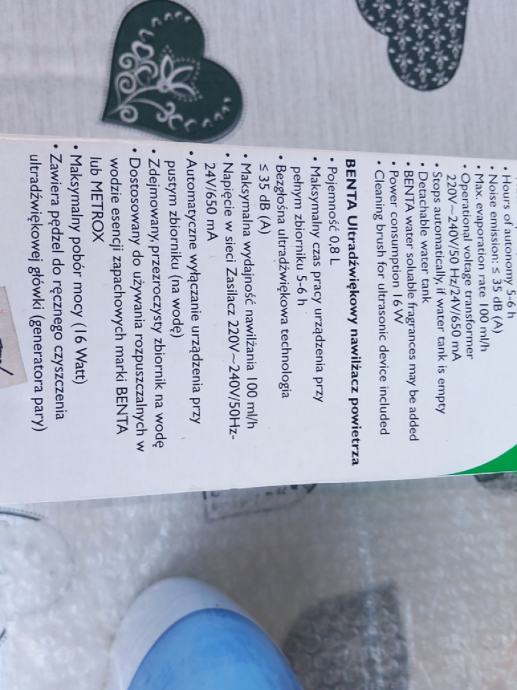 • Hours of autonomy 5-6 h
• Noise emission: ≤ 35 dB (A)
• Max evaporation rate 100 ml/h
• Operational voltage transformer
220V~240V/50 Hz/24V/650 mA
• Stops automatically, if water tank is empty
• Detachable water tank
• BENTA water soluable fragrances may be added
• Power consumption 16 W
• Cleaning brush for ultrasonic device included
BENTA Ultradźwiękowy nawilżacz powietrza
• Pojemność 0,8 L
• Maksymalny czas pracy urządzenia przy
pełnym zbiorniku 5-6 h
• Bezgłośna ultradźwiękowa technologia
≤ 35 dB (A)
• Maksymalna wydajność nawilżania 100 ml/h
• Napięcie w sieci Zasilacz 220V~240V/50Hz-
24V/650 mA
• Automatyczne wyłączanie urządzenia przy
pustym zbiorniku (na wodę)
• Zdejmowany, przezroczysty zbiornik na wodę
• Dostosowany do używania rozpuszczalnych w
wodzie esencji zapachowych marki BENTA
lub METROX
• Maksymalny pobór mocy (16 Watt)
• Zawiera pędzel do ręcznego czyszczenia
ultradźwiękowej główki (generatora pary)